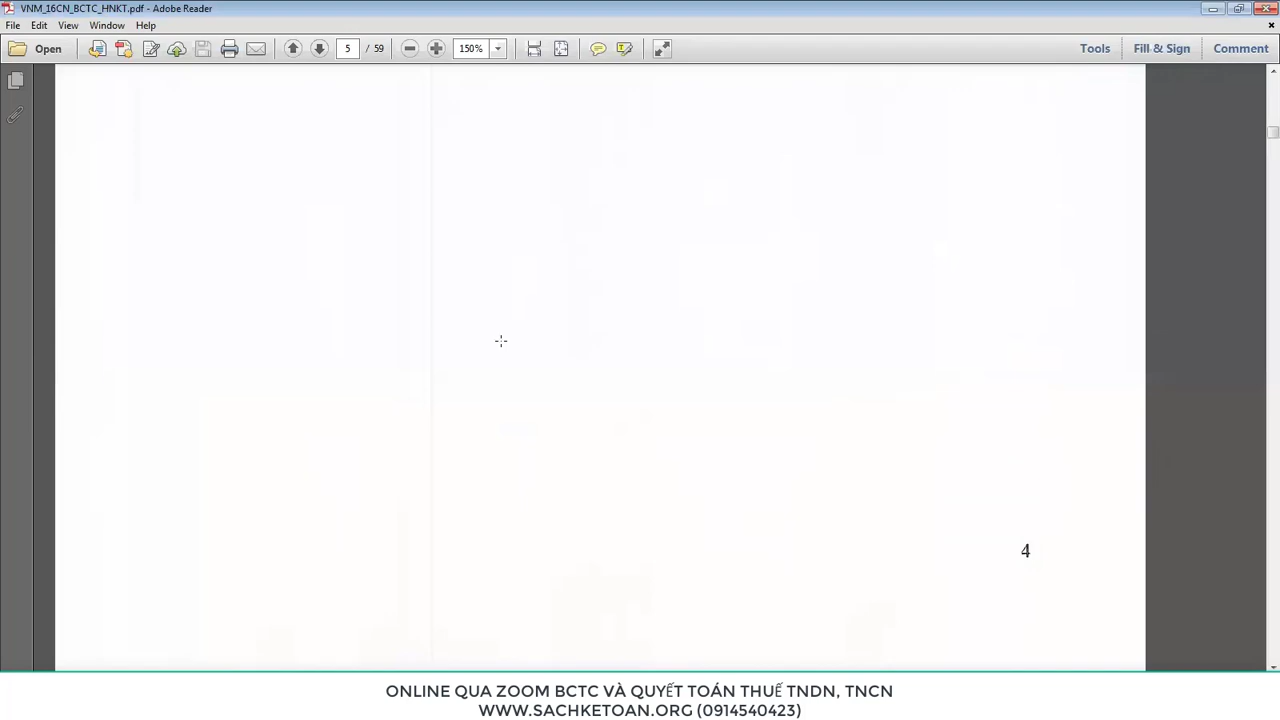 VNM_16CN_BCTC_HNKT.pdf - Adobe Reader
File Edit View Window Help
Open 5 / 59 150% Tools Fill & Sign Comment
4
ONLINE QUA ZOOM BCTC VÀ QUYẾT TOÁN THUẾ TNDN, TNCN
WWW.SACHKETOAN.ORG (0914540423)